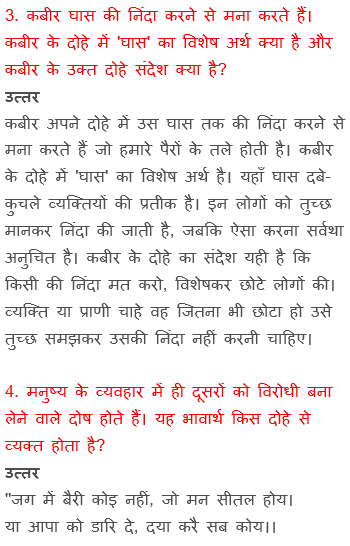 3. कबीर घास की निंदा करने से मना करते हैं।
कबीर के दोहे में 'घास' का विशेष अर्थ क्या है और
कबीर के उक्त दोहे संदेश क्या है?
उत्तर
कबीर अपने दोहे में उस घास तक की निंदा करने से
मना करते हैं जो हमारे पैरों के तले होती है। कबीर
के दोहे में 'घास' का विशेष अर्थ है। यहाँ घास दबे-
कुचले व्यक्तियों की प्रतीक है। इन लोगों को तुच्छ
मानकर निंदा की जाती है, जबकि ऐसा करना सर्वथा
अनुचित है। कबीर के दोहे का संदेश यही है कि
किसी की निंदा मत करो, विशेषकर छोटे लोगों की।
व्यक्ति या प्राणी चाहे वह जितना भी छोटा हो उसे
तुच्छ समझकर उसकी निंदा नहीं करनी चाहिए।
4. मनुष्य के व्यवहार में ही दूसरों को विरोधी बना
लेने वाले दोष होते हैं। यह भावार्थ किस दोहे से
व्यक्त होता है?
उत्तर
"जग में बैरी कोइ नहीं, जो मन सीतल होय।
या आपा को डारि दे, दया करै सब कोय।।